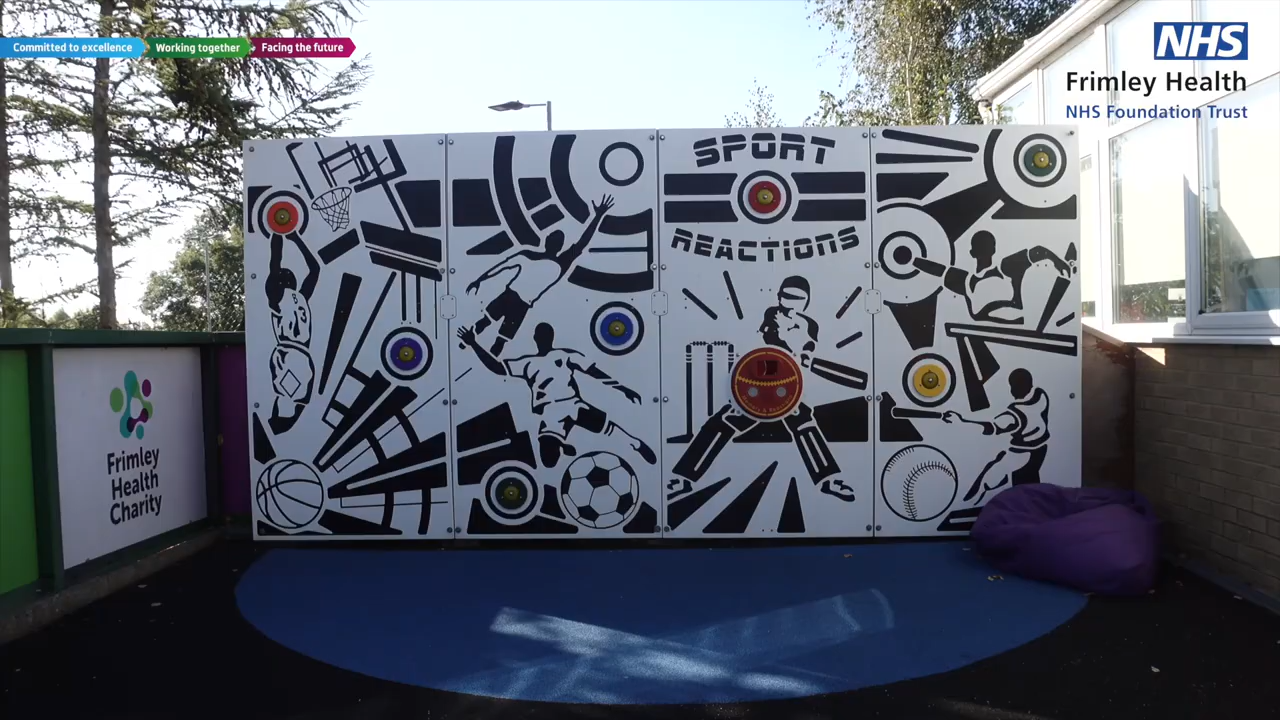 Committed to excellence
Working together
Facing the future
NHS
Frimley Health
NHS Foundation Trust
SPORT
REACTIONS
Frimley
Health
Charity